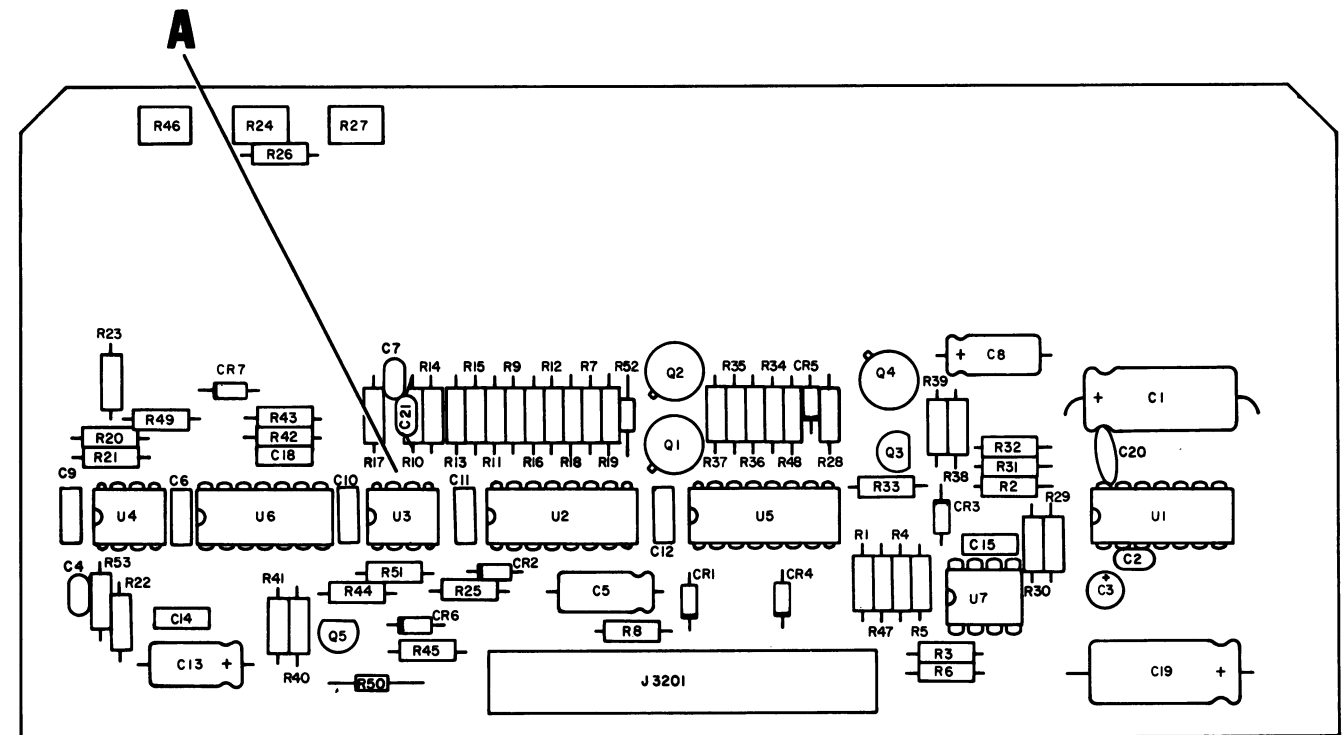 A
R46 R24 R27
R26
R23
C7 R14 R15 R9 R12 R7 R52 Q2 R35 R34 CR5 Q4 R39 + C8
CR7
+ C1
R49 R43 C21
R20 R42 Q1 Q3 R32 C20
R21 C18
R17 R10 R13 R11 R16 R18 R19 R37 R36 R48 R28 R31
R38
C9 C6 C10 C11 R33 R2 R29
CR3
U4 U6 U3 U2 U5 U1
C12 C15
R53 C2
C4 R22 R41 R51 CR2 CR1 CR4 R1 R4
R44 R25 C5 U7 R30 + C3
C14 CR6
Q5 R8 R47 R5
C13 + R45 R3
R40 R6 C19 +
R50 J3201